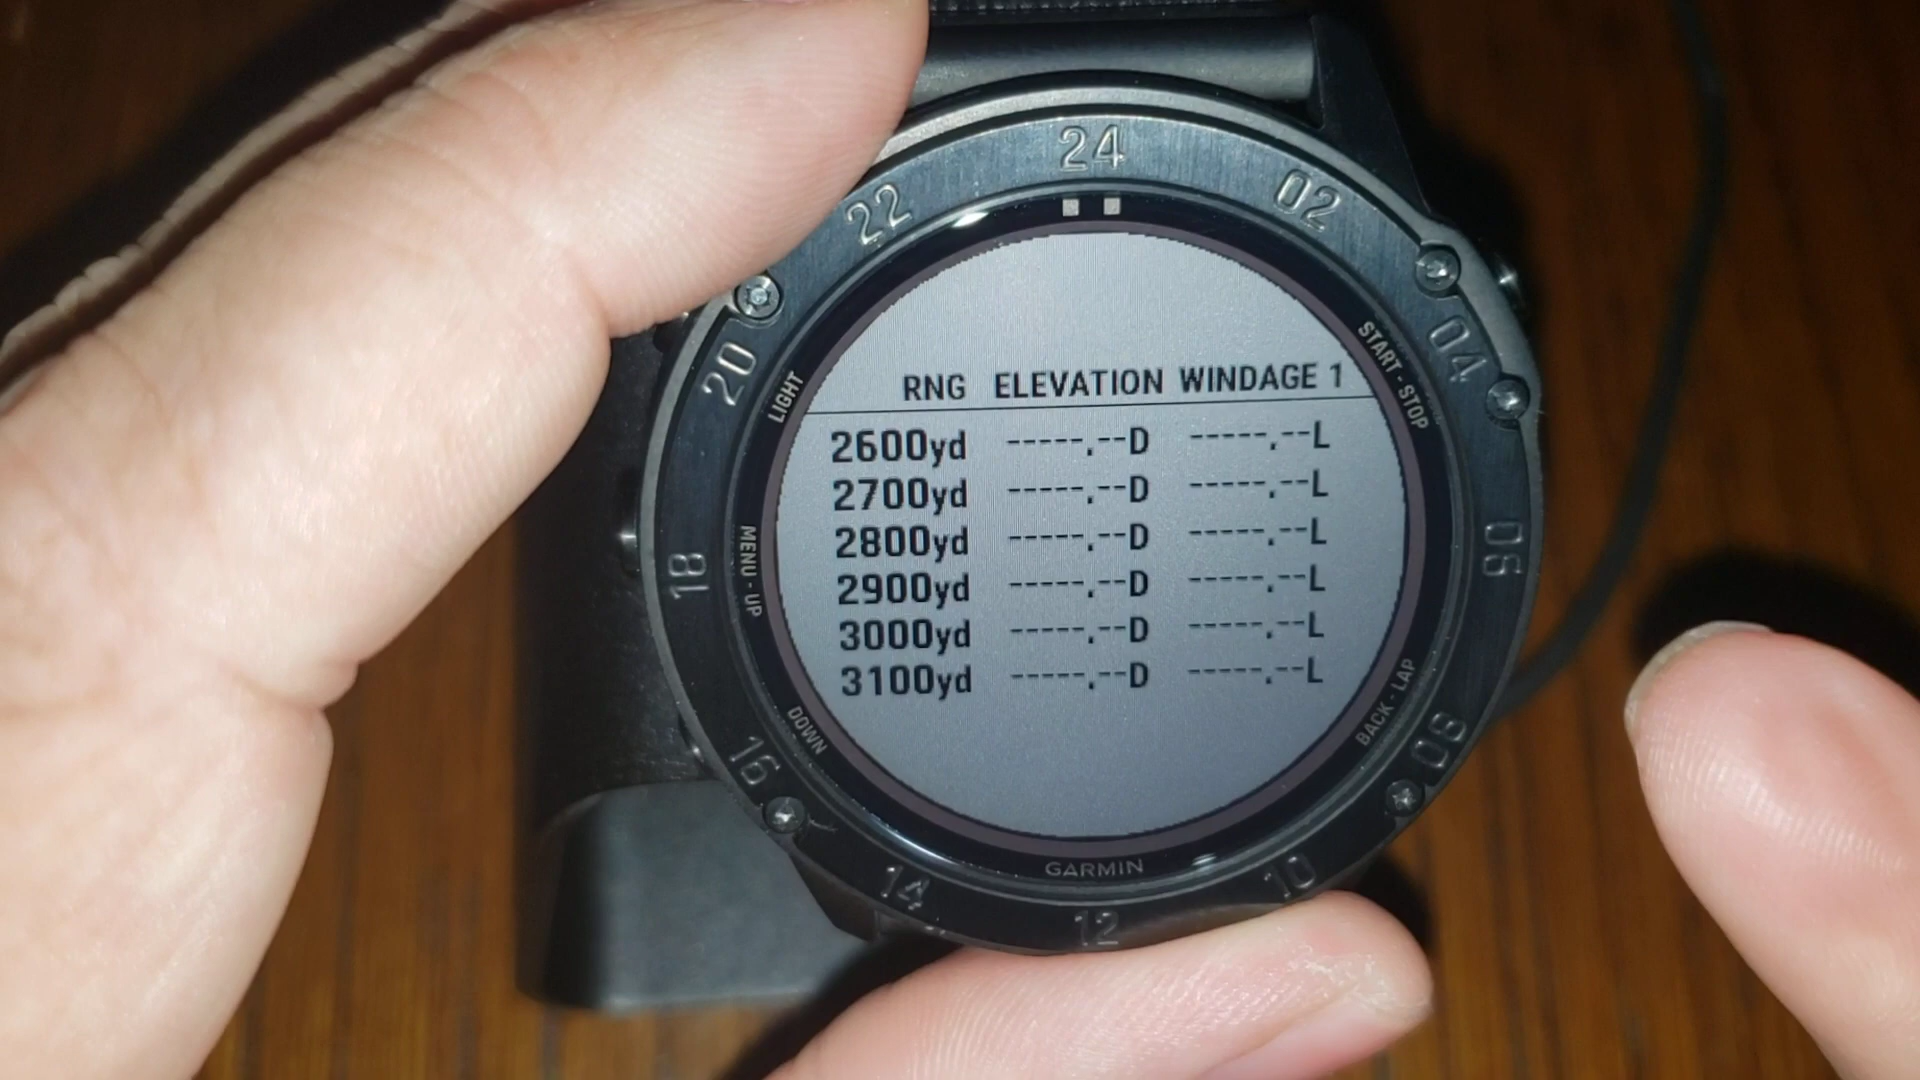 24
22
02
20
04
LIGHT
START - STOP
RNG ELEVATION WINDAGE 1
2600yd -----.--D -----.--L
2700yd -----.--D -----.--L
2800yd -----.--D -----.--L
2900yd -----.--D -----.--L
3000yd -----.--D -----.--L
3100yd -----.--D -----.--L
18
MENU - UP
06
DOWN
BACK - LAP
16
08
GARMIN
14
12
10